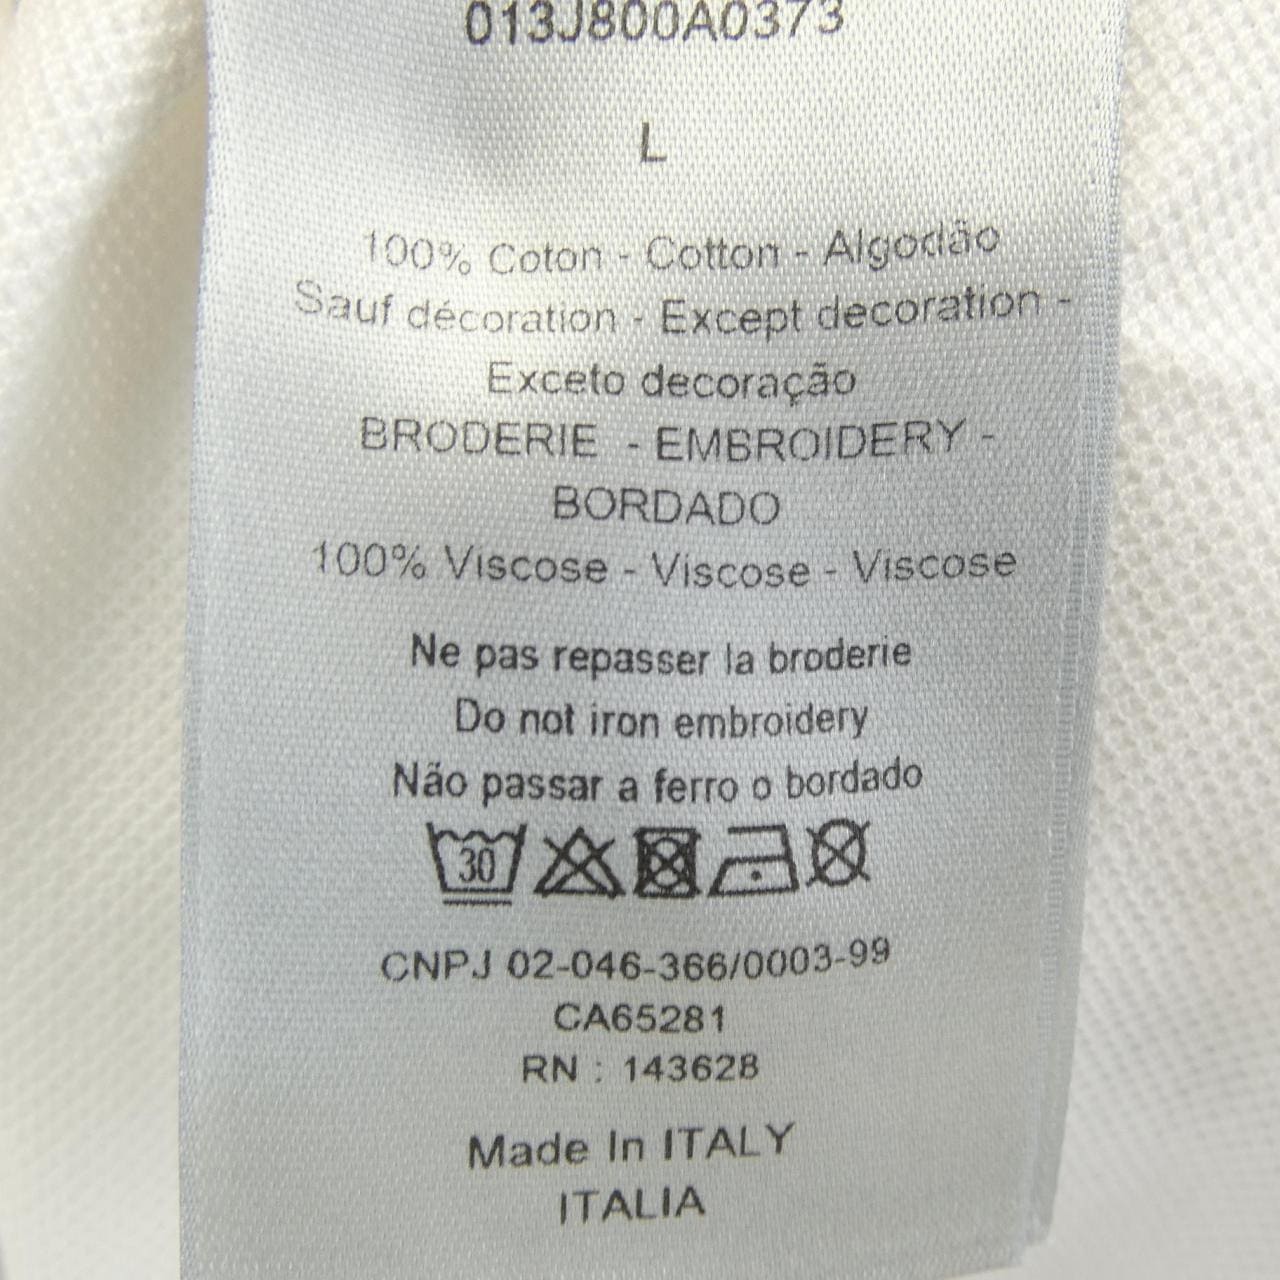 013J800A0373
L
100% Coton - Cotton - Algodão
Sauf décoration - Except decoration -
Exceto decoração
BRODERIE - EMBROIDERY -
BORDADO
100% Viscose - Viscose - Viscose
Ne pas repasser la broderie
Do not iron embroidery
Não passar a ferro o bordado
30
CNPJ 02-046-366/0003-99
CA65281
RN : 143628
Made In ITALY
ITALIA